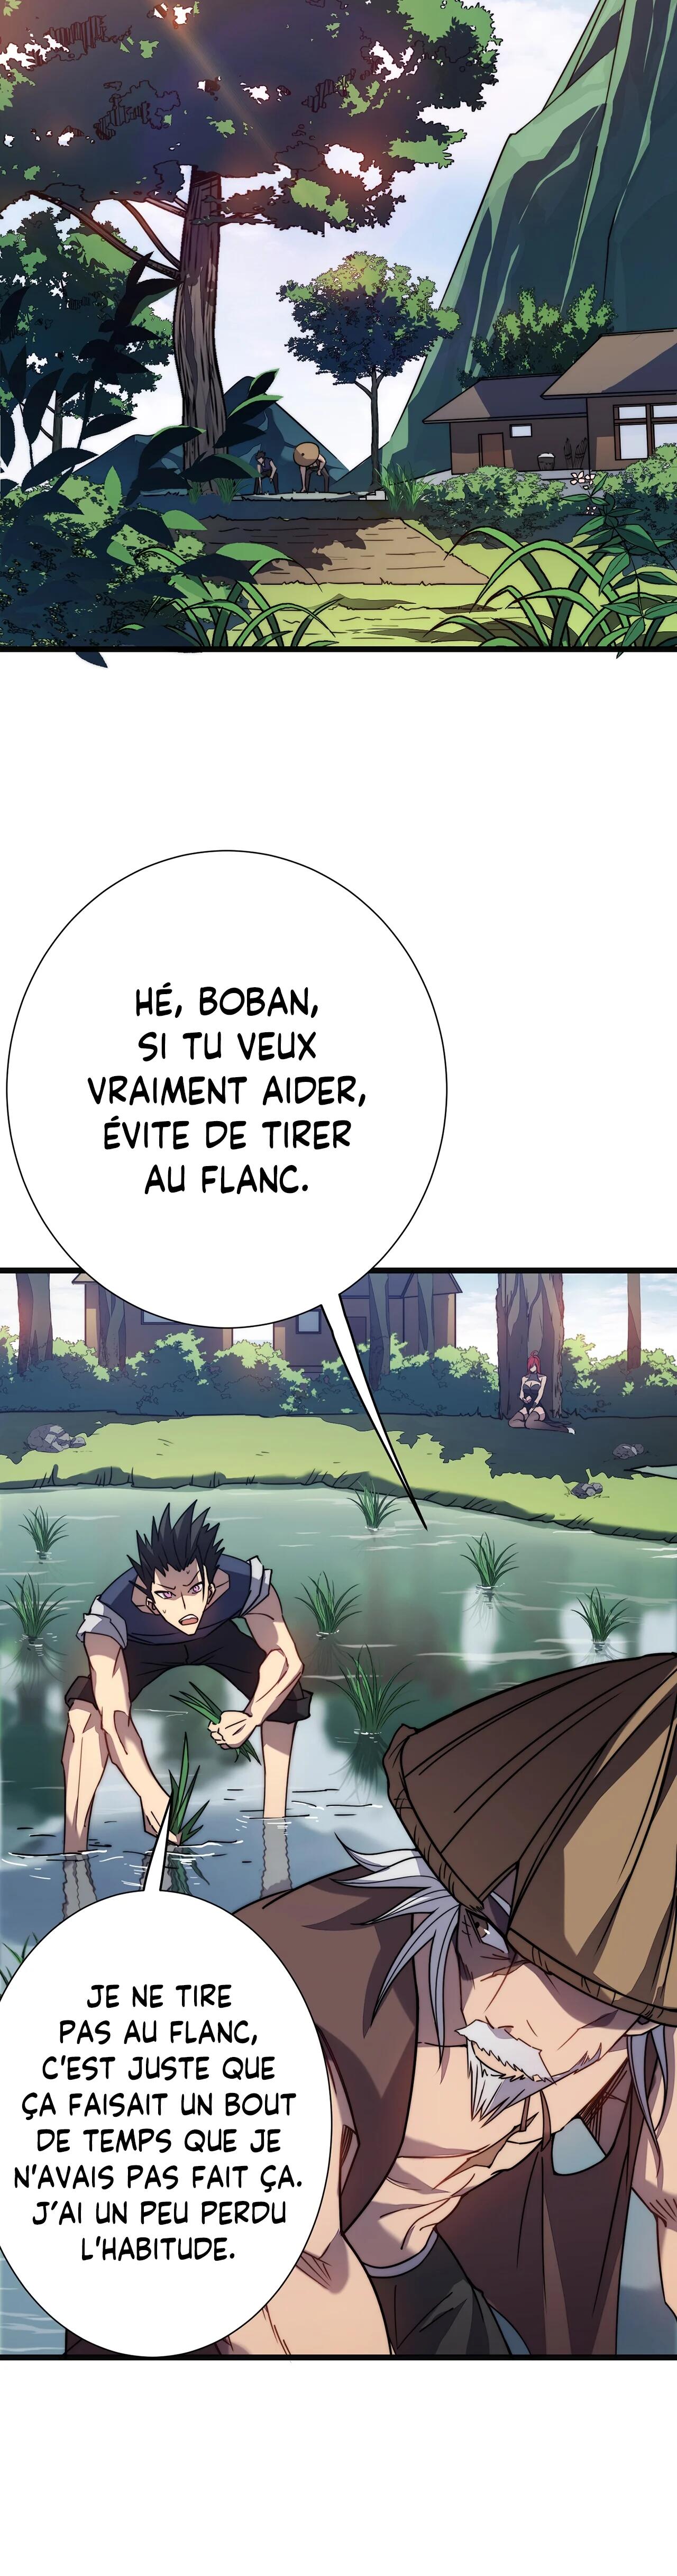 HÉ, BOBAN,
SI TU VEUX
VRAIMENT AIDER,
ÉVITE DE TIRER
AU FLANC.
JE NE TIRE
PAS AU FLANC,
C'EST JUSTE QUE
ÇA FAISAIT UN BOUT
DE TEMPS QUE JE
N'AVAIS PAS FAIT ÇA.
J'AI UN PEU PERDU
L'HABITUDE.